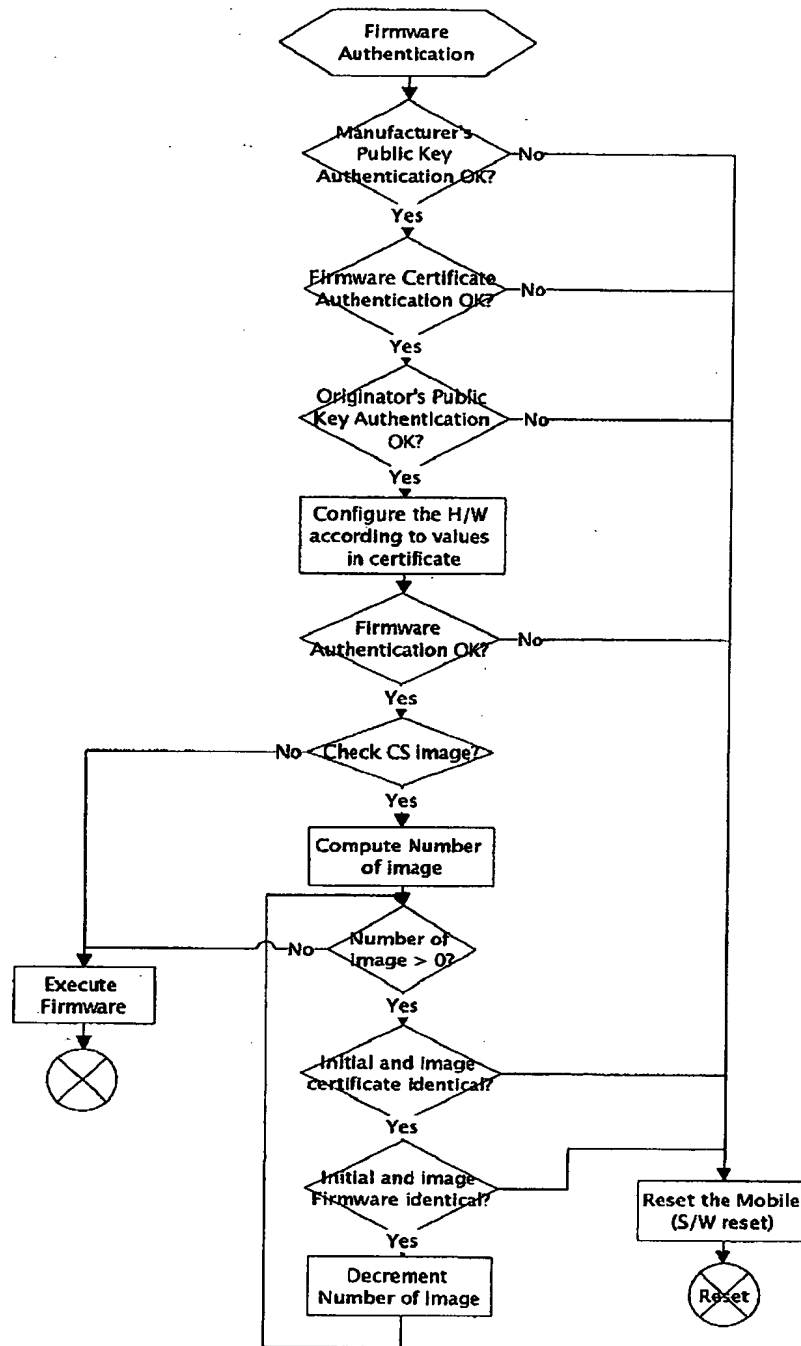 Firmware
Authentication
Manufacturer's
Public Key
Authentication OK?
No
Yes
Firmware Certificate
Authentication OK?
No
Yes
Originator's Public
Key Authentication
OK?
No
Yes
Configure the H/W
according to values
in certificate
Firmware
Authentication OK?
No
Yes
Check CS image?
No
Yes
Compute Number
of image
Number of
image > 0?
No
Yes
Execute
Firmware
Initial and image
certificate identical?
Yes
Initial and image
Firmware identical?
Yes
Reset the Mobile
(S/W reset)
Decrement
Number of image
Reset